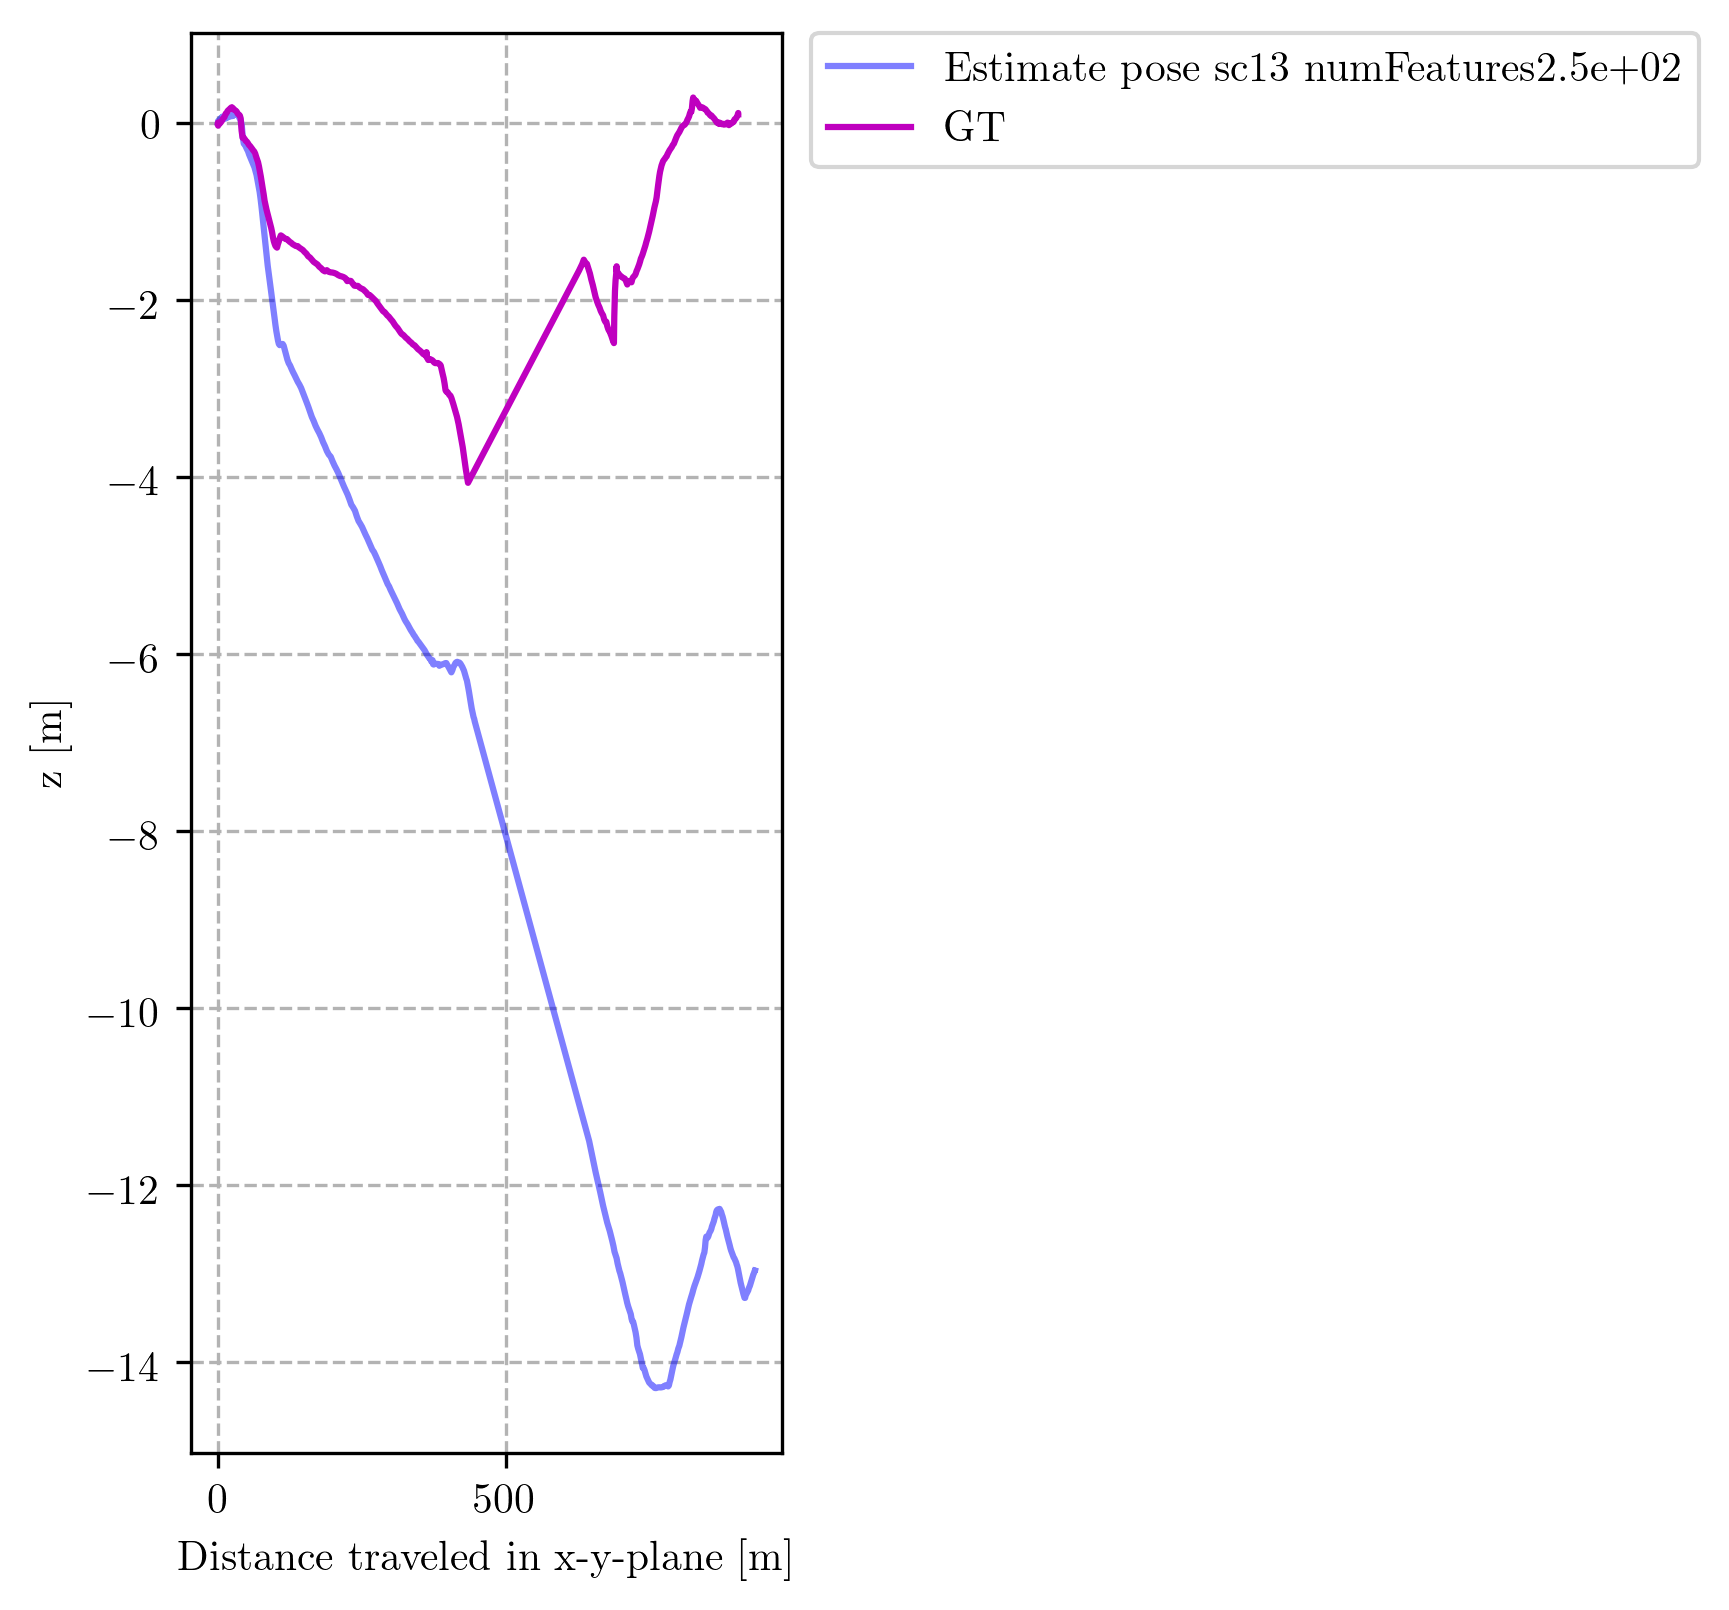 Estimate pose sc13 numFeatures2.5e+02
GT
0
−2
−4
−6
−8
−10
−12
−14
z [m]
0 500
Distance traveled in x-y-plane [m]